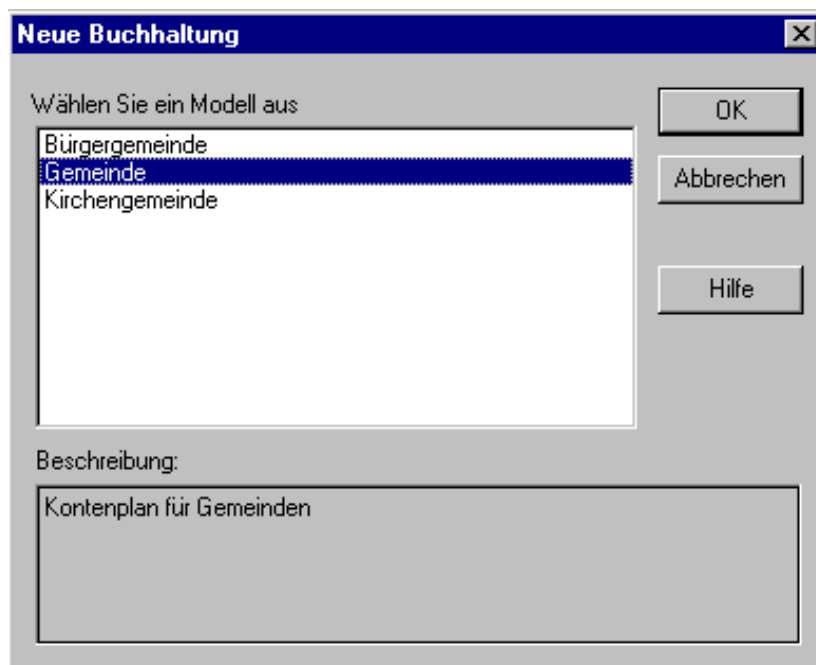 Neue Buchhaltung
Wählen Sie ein Modell aus
Bürgergemeinde
Gemeinde
Kirchengemeinde
OK
Abbrechen
Hilfe
Beschreibung:
Kontenplan für Gemeinden